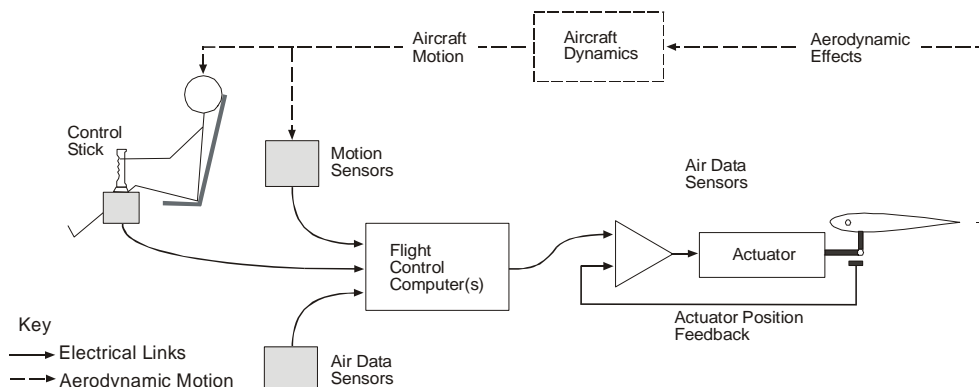 Aircraft
Motion
Aircraft
Dynamics
Aerodynamic
Effects
Control
Stick
Motion
Sensors
Air Data
Sensors
Flight
Control
Computer(s)
Actuator
Actuator Position
Feedback
Key
Electrical Links
Aerodynamic Motion
Air Data
Sensors